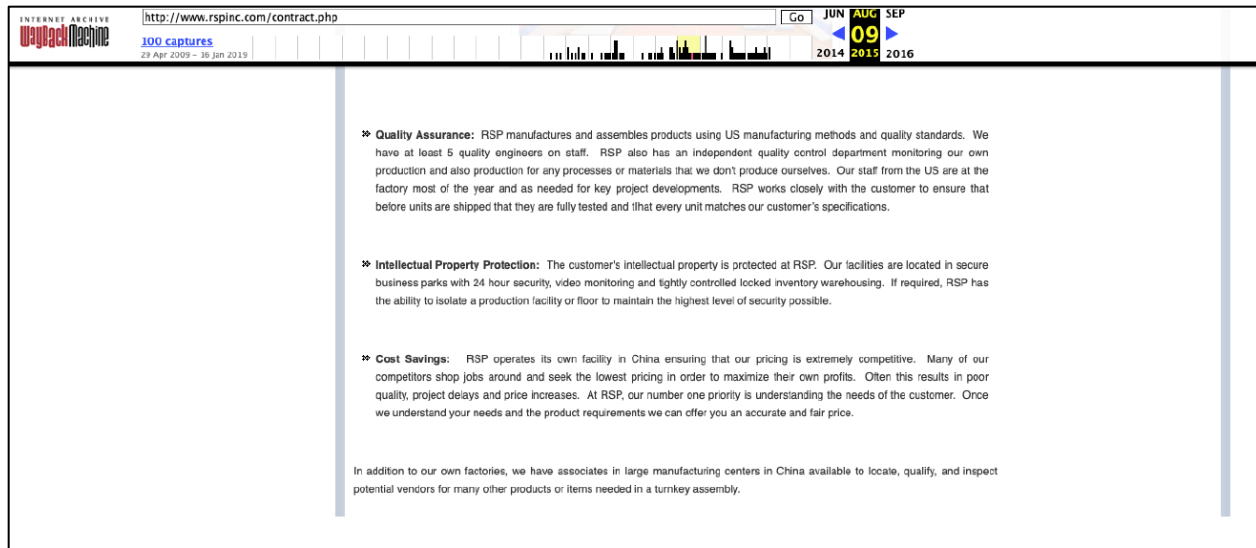 INTERNET ARCHIVE
WayBackMachine
http://www.rspinc.com/contract.php
Go
JUN AUG SEP
09
2014 2015 2016
100 captures
29 Apr 2009 – 16 Jan 2019
Quality Assurance: RSP manufactures and assembles products using US manufacturing methods and quality standards. We
have at least 5 quality engineers on staff. RSP also has an independent quality control department monitoring our own
production and also production for any processes or materials that we don't produce ourselves. Our staff from the US are at the
factory most of the year and as needed for key project developments. RSP works closely with the customer to ensure that
before units are shipped that they are fully tested and tlhat every unit matches our customer's specifications.
Intellectual Property Protection: The customer's intellectual property is protected at RSP. Our facilities are located in secure
business parks with 24 hour security, video monitoring and tightly controlled locked inventory warehousing. If required, RSP has
the ability to isolate a production facility or floor to maintain the highest level of security possible.
Cost Savings: RSP operates its own facility in China ensuring that our pricing is extremely competitive. Many of our
competitors shop jobs around and seek the lowest pricing in order to maximize their own profits. Often this results in poor
quality, project delays and price increases. At RSP, our number one priority is understanding the needs of the customer. Once
we understand your needs and the product requirements we can offer you an accurate and fair price.
In addition to our own factories, we have associates in large manufacturing centers in China available to locate, qualify, and inspect
potential vendors for many other products or items needed in a turnkey assembly.